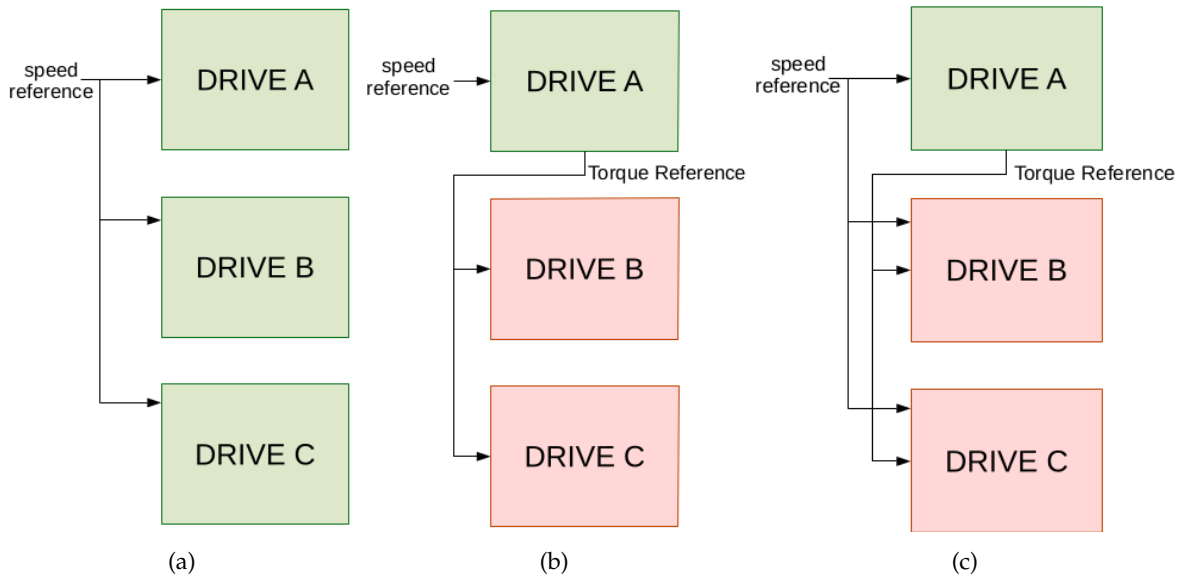 speed
reference
DRIVE A
DRIVE B
DRIVE C
(a)
speed
reference
DRIVE A
Torque Reference
DRIVE B
DRIVE C
(b)
speed
reference
DRIVE A
Torque Reference
DRIVE B
DRIVE C
(c)